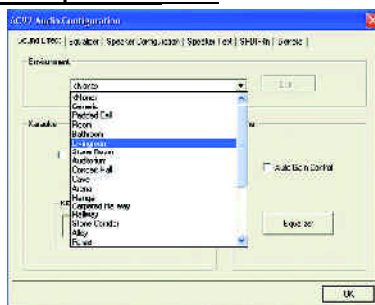 AC97 Audio Configuration
Sound Effect | Equalizer | Speaker Configuration | Speaker Test | S/PDIF-In | General |
Environment
<None>
Edit
<None>
Generic
Padded Cell
Room
Bathroom
Livingroom
Stone Room
Auditorium
Concert Hall
Cave
Arena
Hangar
Carpeted Hallway
Hallway
Stone Corridor
Alley
Forest
Karaoke
Auto Gain Control
Equalizer
OK